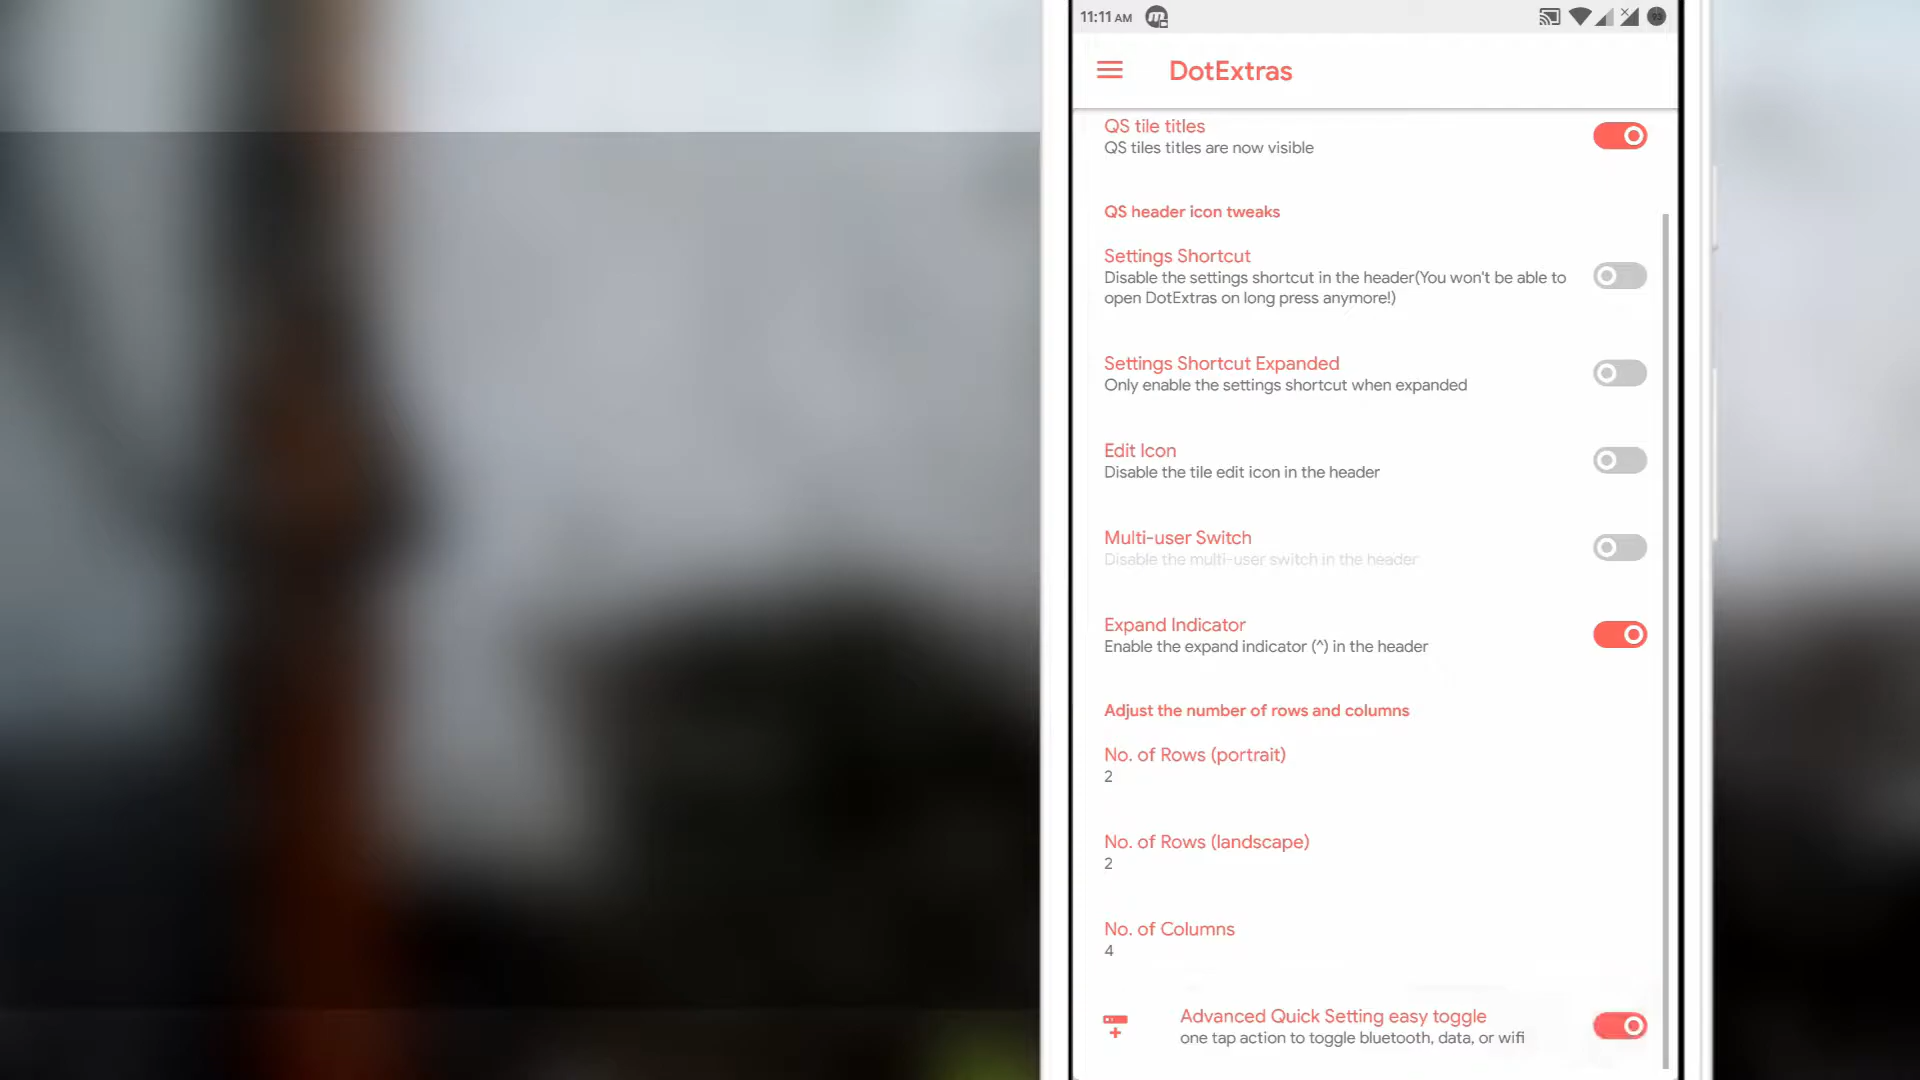 11:11 AM
DotExtras
QS tile titles
QS tiles titles are now visible
QS header icon tweaks
Settings Shortcut
Disable the settings shortcut in the header(You won't be able to
open DotExtras on long press anymore!)
Settings Shortcut Expanded
Only enable the settings shortcut when expanded
Edit Icon
Disable the tile edit icon in the header
Multi-user Switch
Disable the multi-user switch in the header
Expand Indicator
Enable the expand indicator (^) in the header
Adjust the number of rows and columns
No. of Rows (portrait)
2
No. of Rows (landscape)
2
No. of Columns
4
Advanced Quick Setting easy toggle
one tap action to toggle bluetooth, data, or wifi